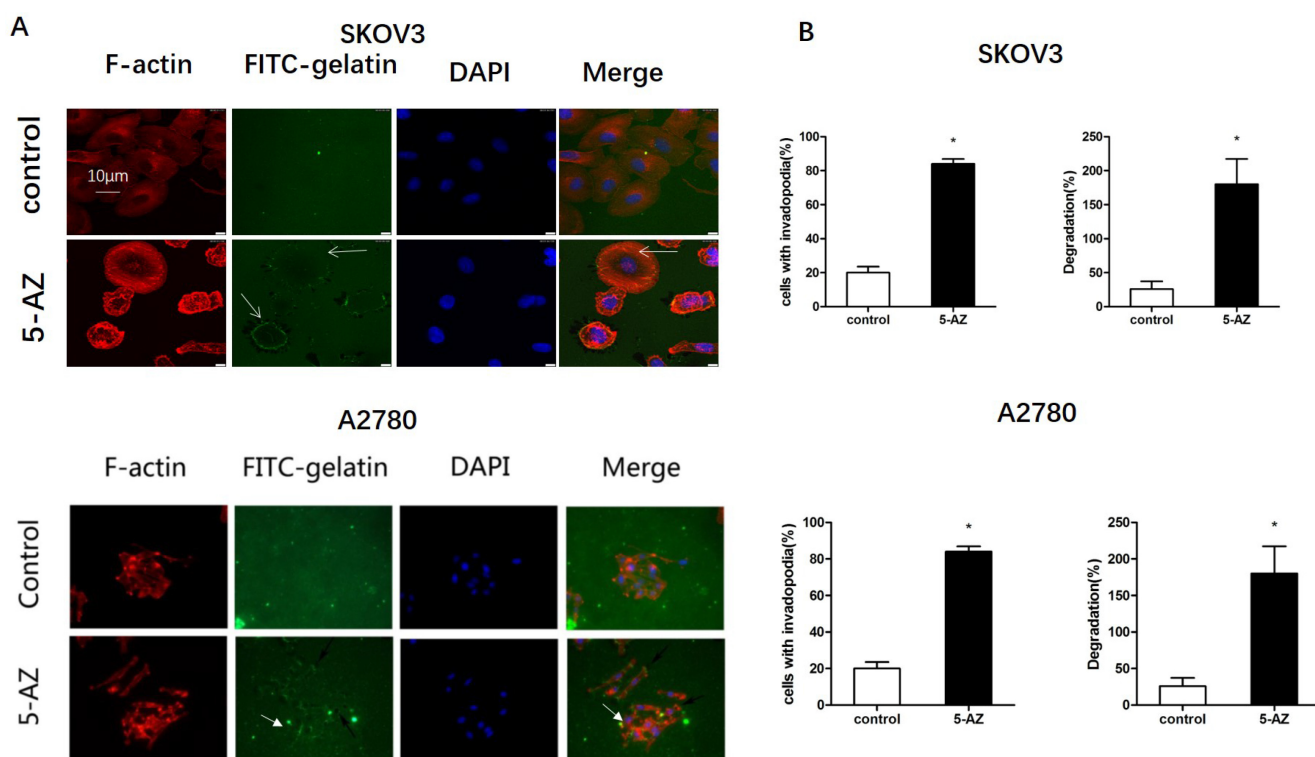 A
SKOV3
F-actin FITC-gelatin DAPI Merge
control
10μm
5-AZ
A2780
F-actin FITC-gelatin DAPI Merge
Control
5-AZ
B
SKOV3
cells with invadopodia(%)
100
80
60
40
20
0
*
control 5-AZ
Degradation(%)
250
200
150
100
50
0
*
control 5-AZ
A2780
cells with invadopodia(%)
100
80
60
40
20
0
*
control 5-AZ
Degradation(%)
250
200
150
100
50
0
*
control 5-AZ